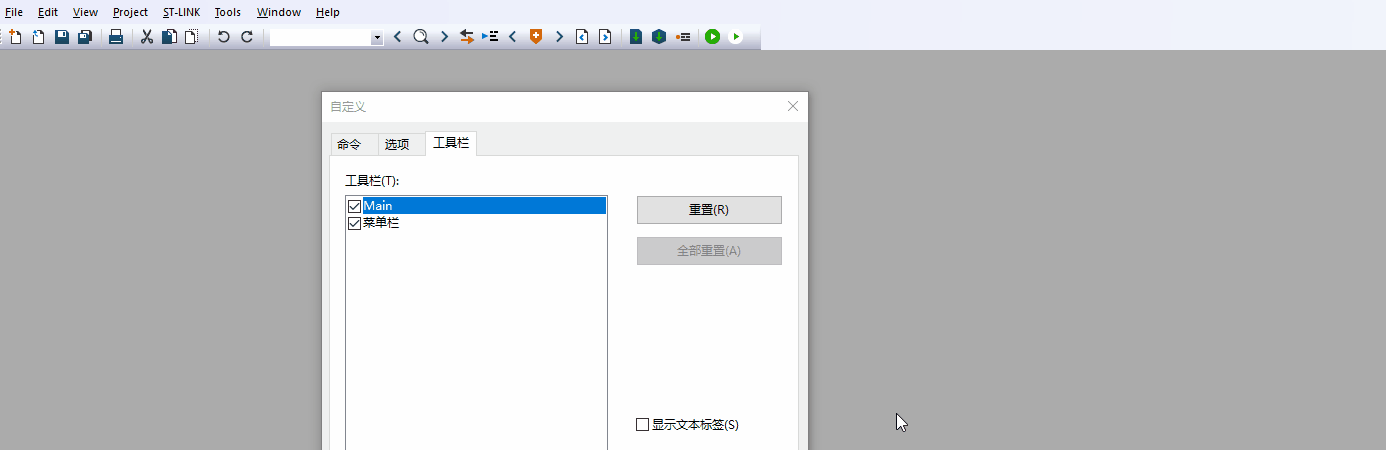 File Edit View Project ST-LINK Tools Window Help
自定义
命令 选项 工具栏
工具栏(T):
Main
菜单栏
重置(R)
全部重置(A)
显示文本标签(S)